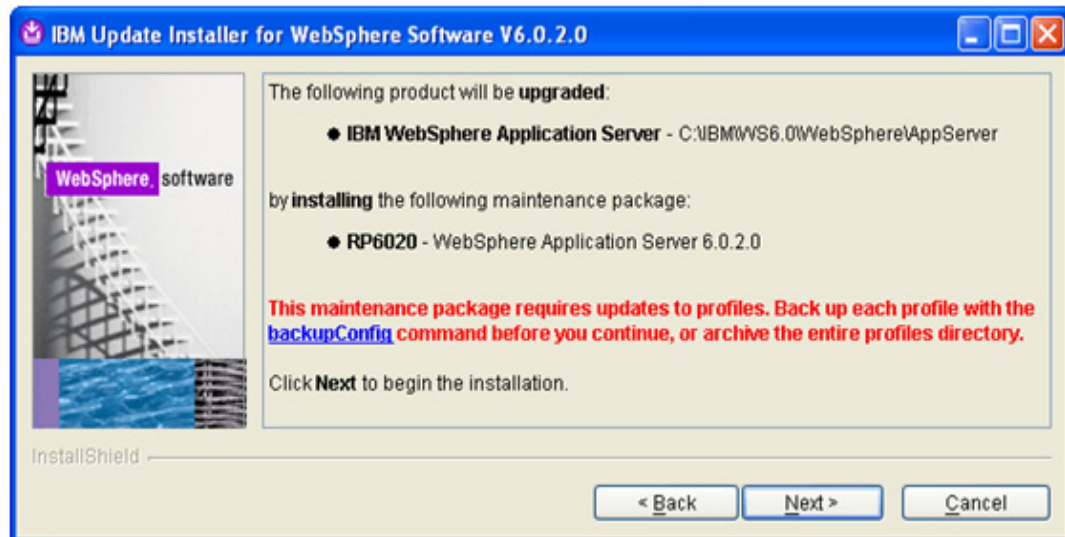 IBM Update Installer for WebSphere Software V6.0.2.0
WebSphere. software
The following product will be upgraded:
● IBM WebSphere Application Server - C:\IBM\WS6.0\WebSphere\AppServer
by installing the following maintenance package:
● RP6020 - WebSphere Application Server 6.0.2.0
This maintenance package requires updates to profiles. Back up each profile with the
backupConfig command before you continue, or archive the entire profiles directory.
Click Next to begin the installation.
InstallShield
< Back
Next >
Cancel